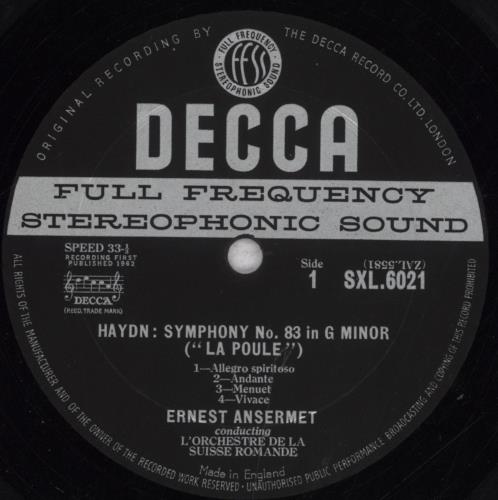 ORIGINAL RECORDING BY
THE DECCA RECORD CO. LTD. LONDON
FULL FREQUENCY
ffss
STEREOPHONIC SOUND
DECCA
FULL FREQUENCY
STEREOPHONIC SOUND
SPEED 33-⅓
RECORDING FIRST
PUBLISHED 1962
DECCA
(REGD. TRADE MARK)
Side
1
(ZAL.5581)
SXL.6021
HAYDN: SYMPHONY No. 83 in G MINOR
("LA POULE")
1—Allegro spiritoso
2—Andante
3—Menuet
4—Vivace
ERNEST ANSERMET
conducting
L'ORCHESTRE DE LA
SUISSE ROMANDE
Made in England
ALL RIGHTS OF THE MANUFACTURER AND OF THE OWNER OF THE RECORDED WORK RESERVED—UNAUTHORISED PUBLIC PERFORMANCE, BROADCASTING AND COPYING OF THIS RECORD PROHIBITED